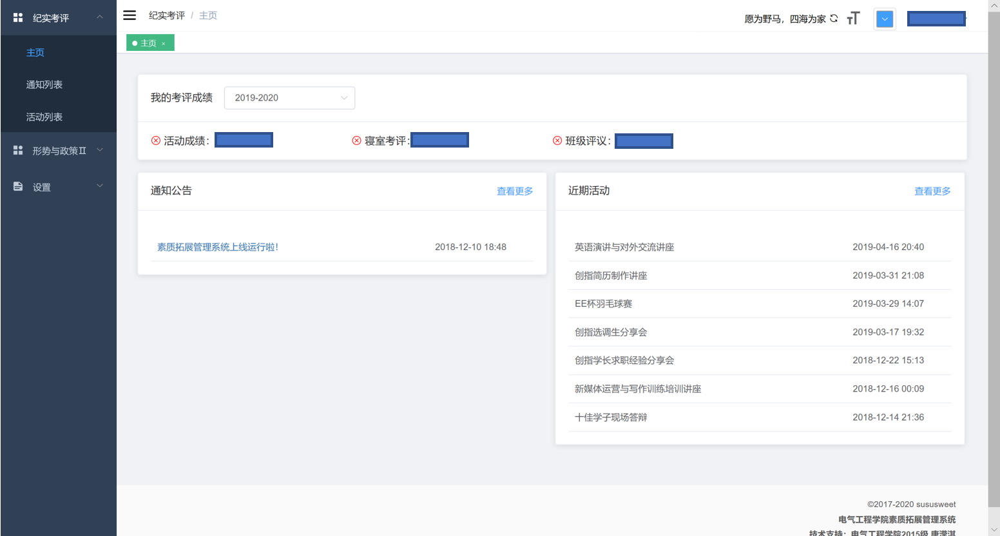 纪实考评
主页
通知列表
活动列表
形势与政策II
设置
纪实考评 / 主页
愿为野马，四海为家
主页 ×
我的考评成绩 2019-2020
活动成绩： 寝室考评: 班级评议：
通知公告 查看更多
素质拓展管理系统上线运行啦! 2018-12-10 18:48
近期活动 查看更多
英语演讲与对外交流讲座 2019-04-16 20:40
创指简历制作讲座 2019-03-31 21:08
EE杯羽毛球赛 2019-03-29 14:07
创指选调生分享会 2019-03-17 19:32
创指学长求职经验分享会 2018-12-22 15:13
新媒体运营与写作训练培训讲座 2018-12-16 00:09
十佳学子现场答辩 2018-12-14 21:36
©2017-2020 sususweet
电气工程学院素质拓展管理系统
技术支持：电气工程学院2015级 唐滢淇